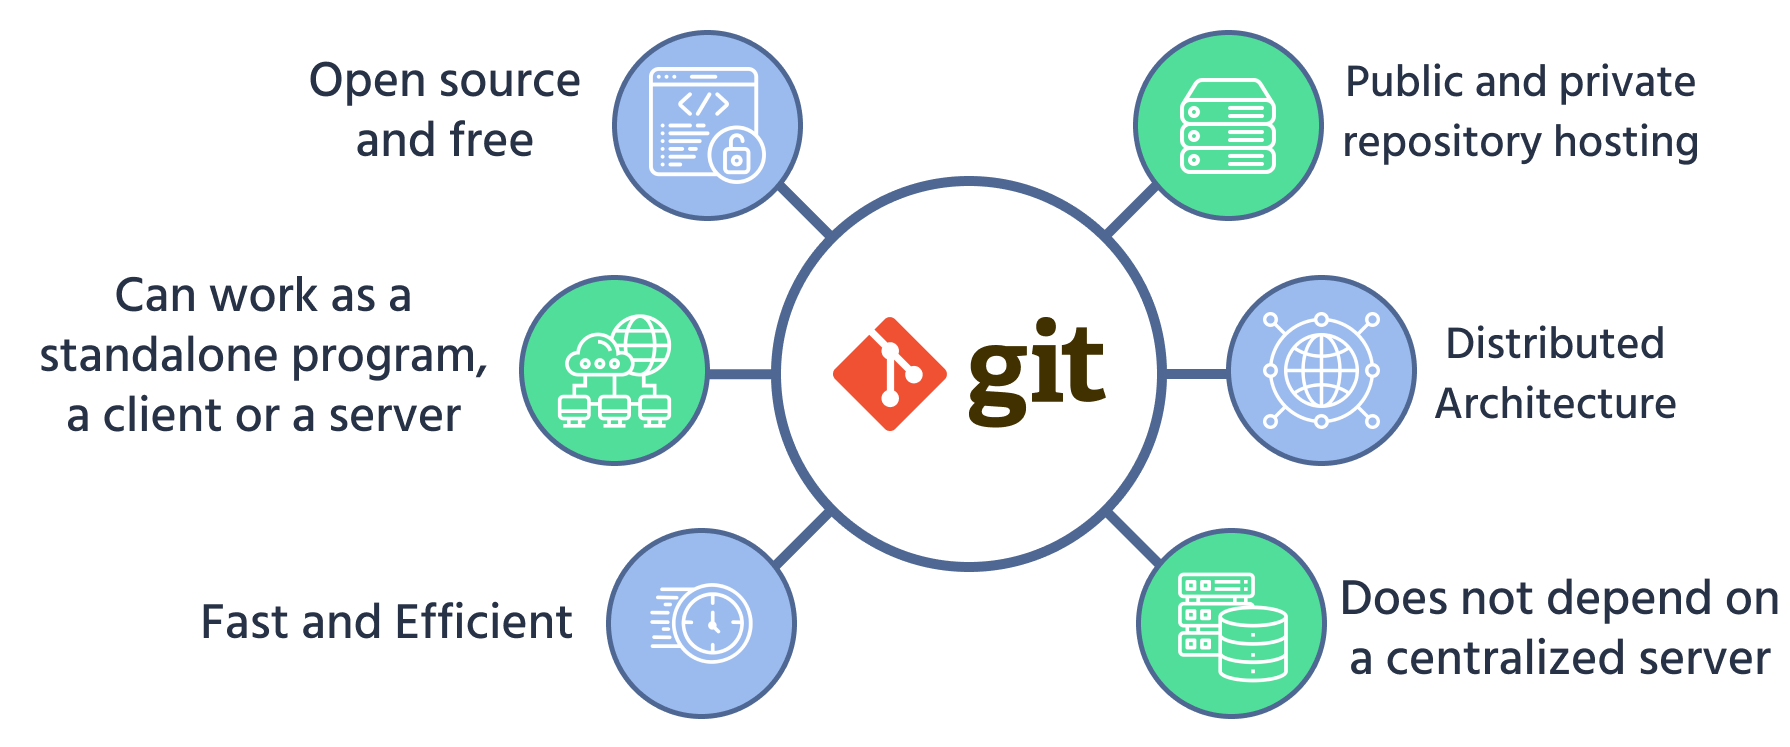 Open source
and free
Public and private
repository hosting
Can work as a
standalone program,
a client or a server
git
Distributed
Architecture
Fast and Efficient
Does not depend on
a centralized server